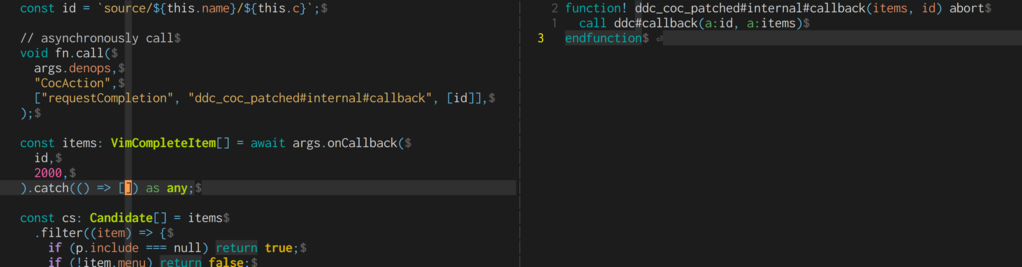 const id = `source/${this.name}/${this.c}`;$
// asynchronously call$
void fn.call($
args.denops,$
"CocAction",$
["requestCompletion", "ddc_coc_patched#internal#callback", [id]],$
);$
const items: VimCompleteItem[] = await args.onCallback($
id,$
2000,$
).catch(() => []) as any;$
const cs: Candidate[] = items$
.filter((item) => {$
if (p.include === null) return true;$
if (!item.menu) return false;$
2 function! ddc_coc_patched#internal#callback(items, id) abort$
1 call ddc#callback(a:id, a:items)$
3 endfunction$ ⏎